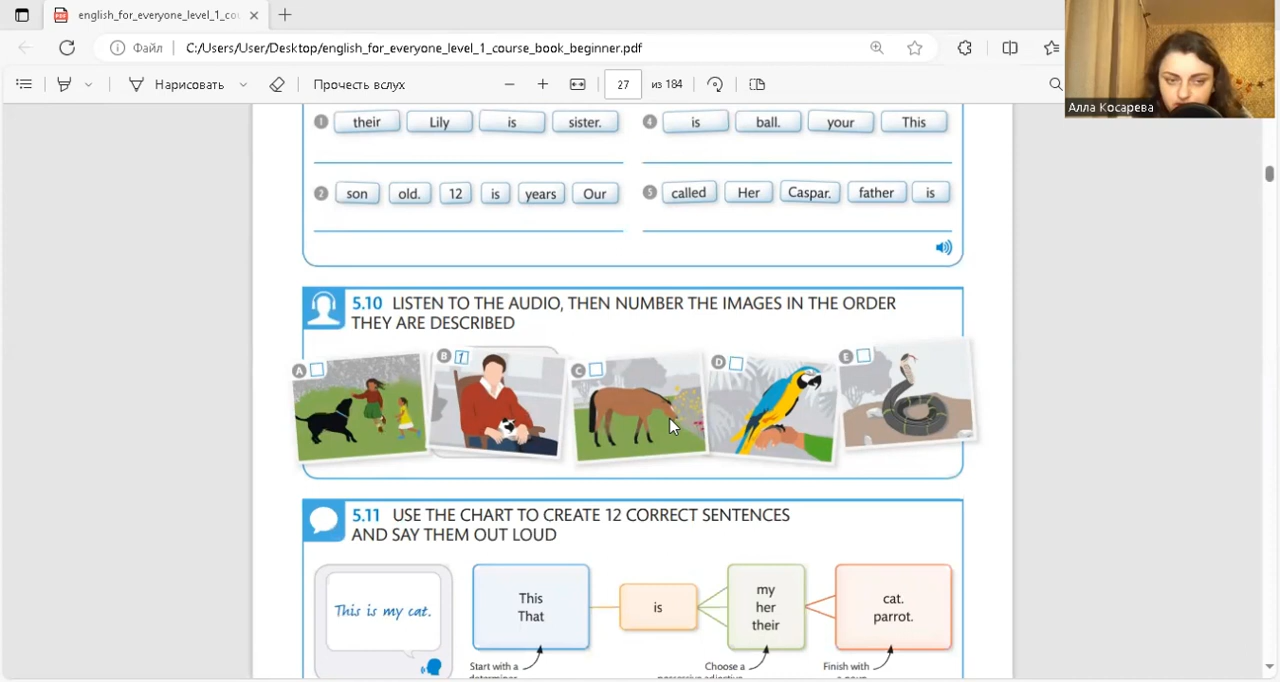 english_for_everyone_level_1_cou
Файл C:/Users/User/Desktop/english_for_everyone_level_1_course_book_beginner.pdf
Нарисовать Прочесть вслух 27 из 184
Алла Косарева
1 their Lily is sister. 4 is ball. your This
2 son old. 12 is years Our 5 called Her Caspar. father is
5.10 LISTEN TO THE AUDIO, THEN NUMBER THE IMAGES IN THE ORDER
THEY ARE DESCRIBED
A B 1 C D E
5.11 USE THE CHART TO CREATE 12 CORRECT SENTENCES
AND SAY THEM OUT LOUD
This is my cat.
This
That
is
my
her
their
cat.
parrot.
Start with a
Choose a
Finish with